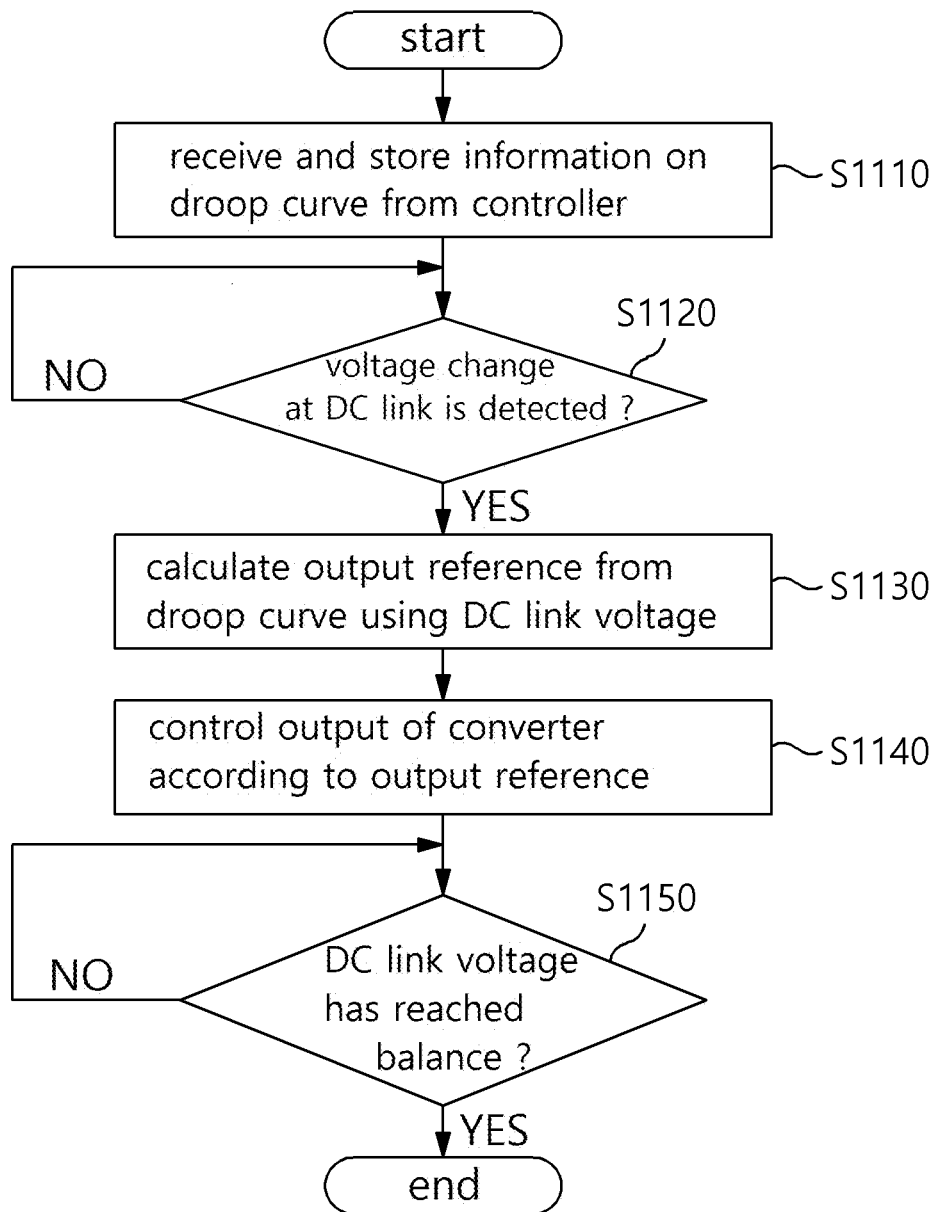 start
receive and store information on
droop curve from controller
S1110
S1120
voltage change
at DC link is detected ?
NO
YES
calculate output reference from
droop curve using DC link voltage
S1130
control output of converter
according to output reference
S1140
S1150
DC link voltage
has reached
balance ?
NO
YES
end